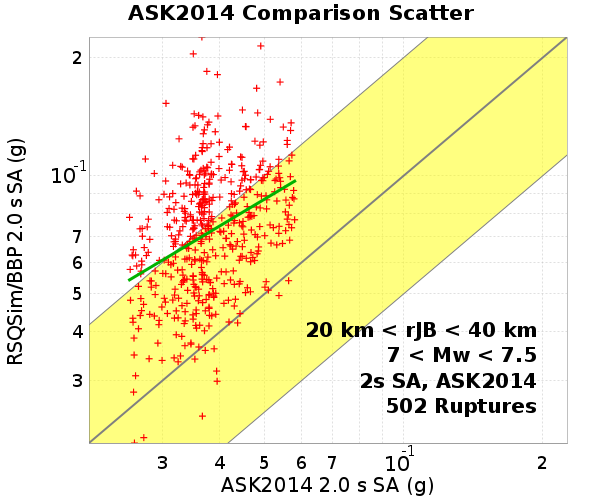 ASK2014 Comparison Scatter
RSQSim/BBP 2.0 s SA (g)
2
10⁻¹
7
6
5
4
3
20 km < rJB < 40 km
7 < Mw < 7.5
2s SA, ASK2014
502 Ruptures
3 4 5 6 7 10⁻¹ 2
ASK2014 2.0 s SA (g)